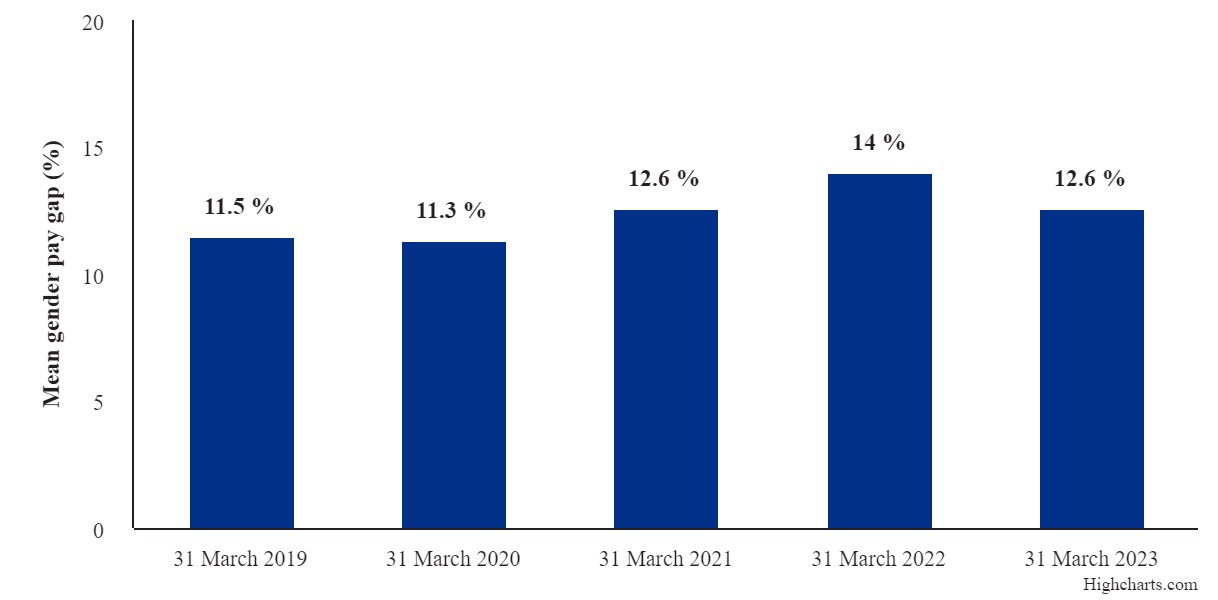 Mean gender pay gap (%)
20
15
10
5
0
11.5 %
11.3 %
12.6 %
14 %
12.6 %
31 March 2019
31 March 2020
31 March 2021
31 March 2022
31 March 2023
Highcharts.com